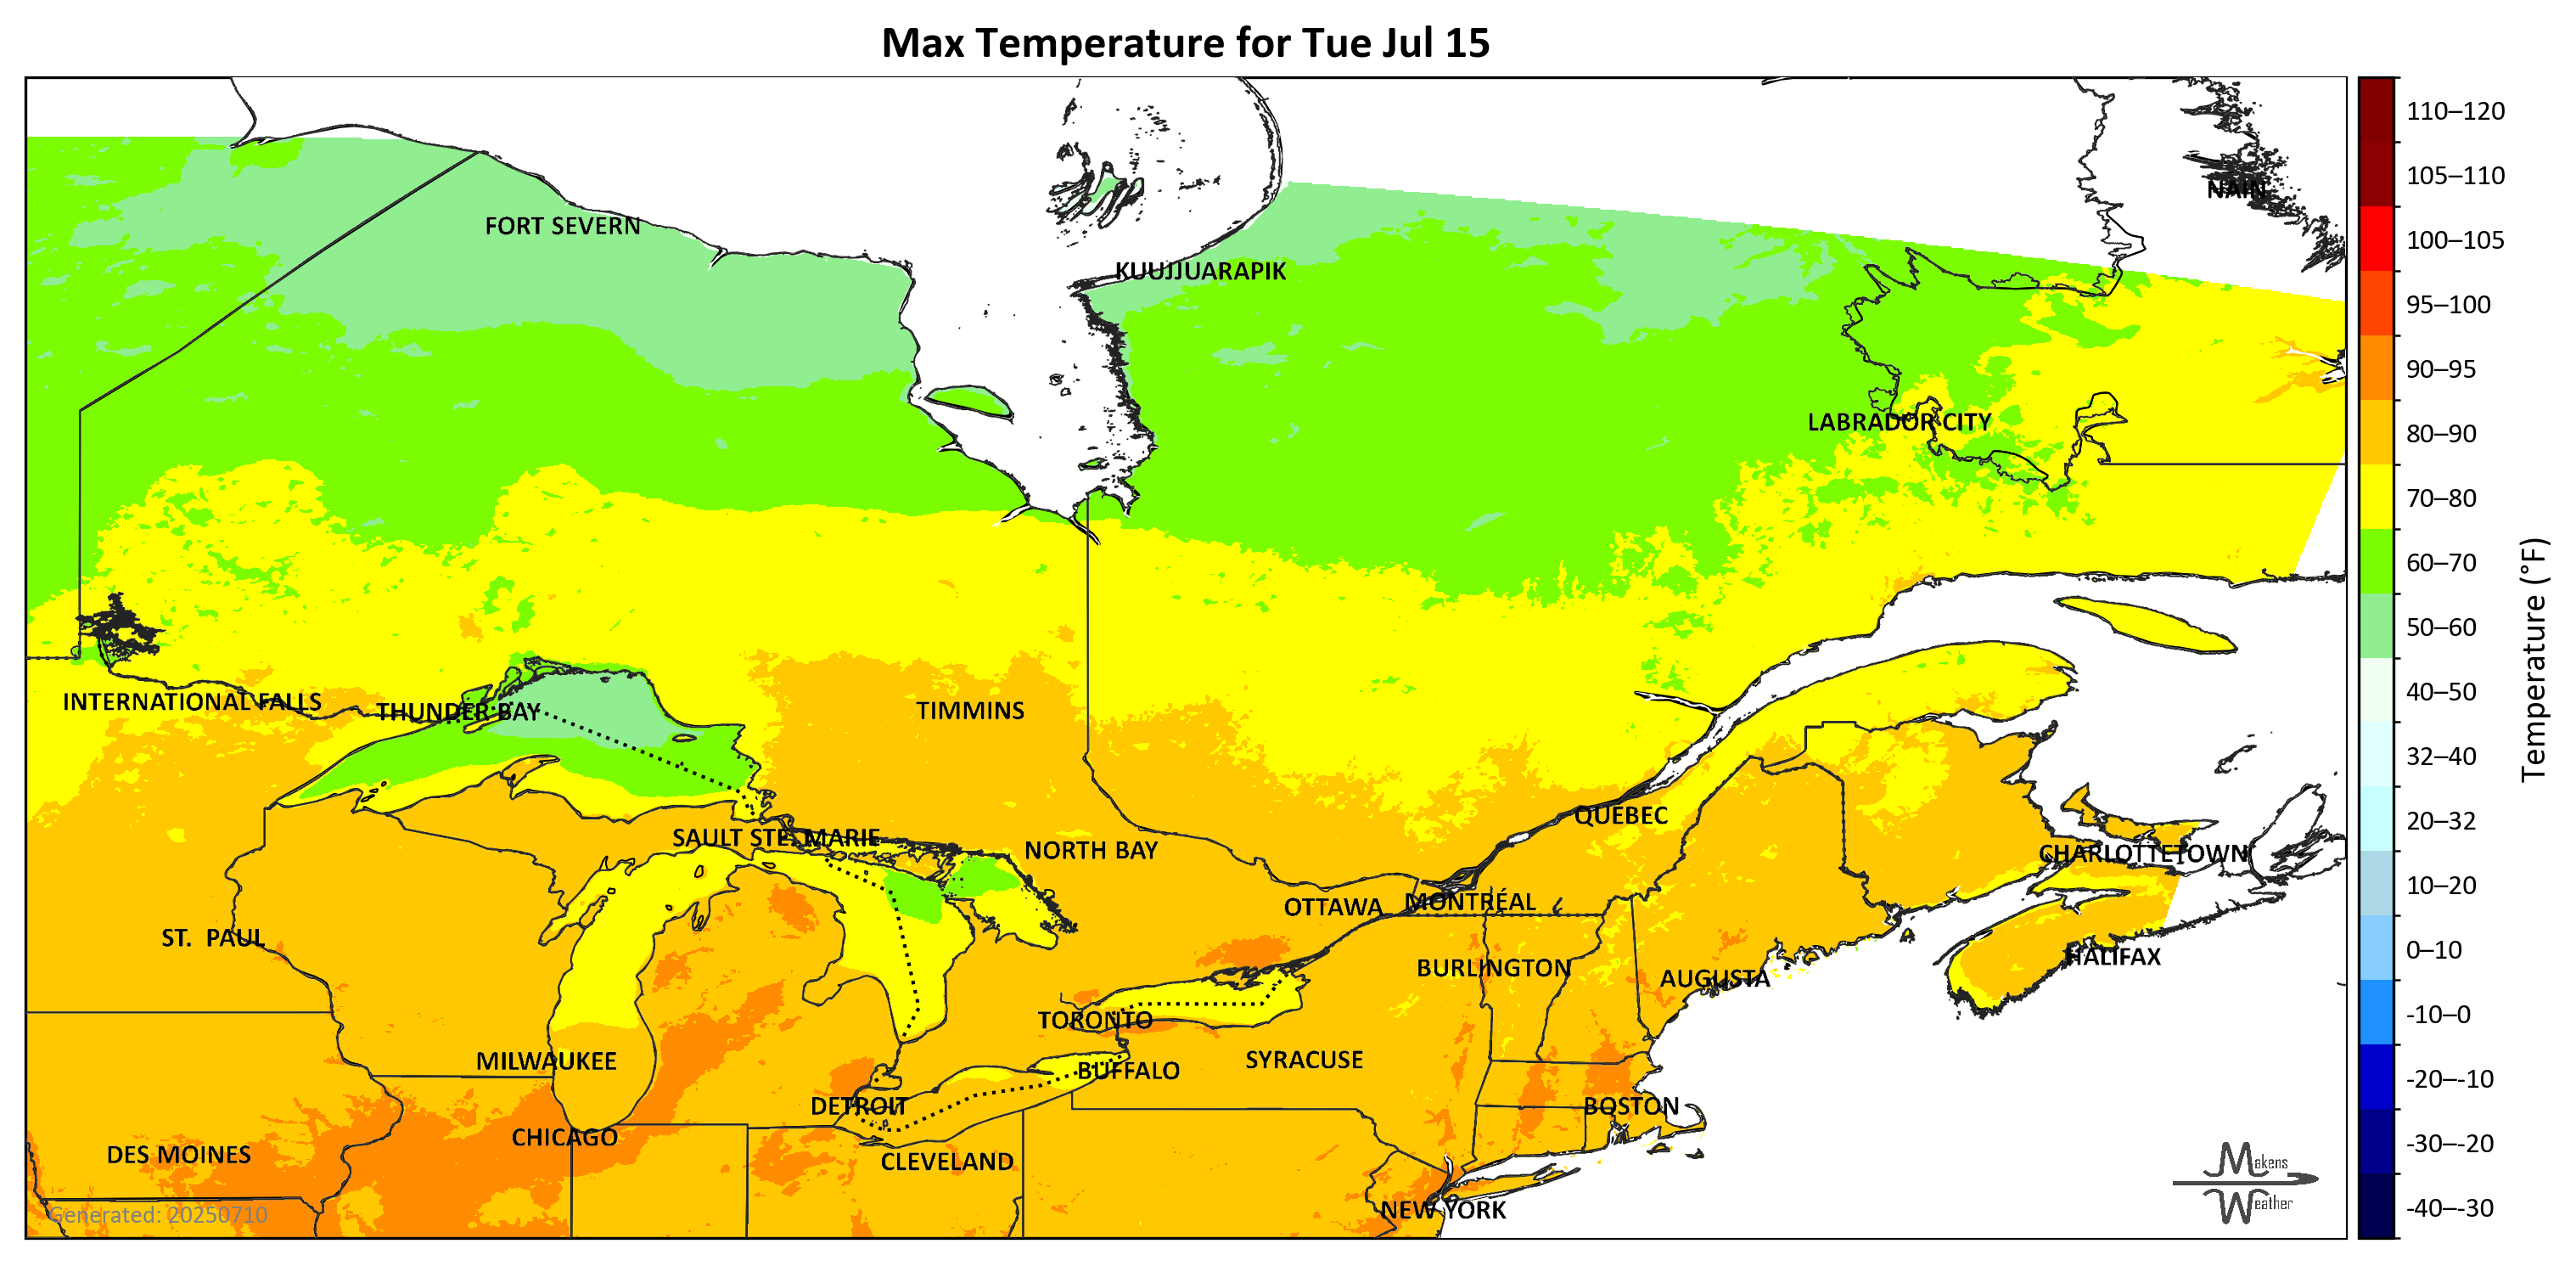 Max Temperature for Tue Jul 15
NAIN
FORT SEVERN
KUUJJUARAPIK
LABRADOR CITY
INTERNATIONAL FALLS
THUNDER BAY
TIMMINS
QUÉBEC
SAULT STE. MARIE
NORTH BAY
CHARLOTTETOWN
OTTAWA
MONTRÉAL
ST. PAUL
HALIFAX
BURLINGTON
AUGUSTA
TORONTO
MILWAUKEE
SYRACUSE
BUFFALO
DETROIT
BOSTON
CHICAGO
DES MOINES
CLEVELAND
NEW YORK
Generated: 20250710
Makens
Weather
110–120
105–110
100–105
95–100
90–95
80–90
70–80
60–70
50–60
40–50
32–40
20–32
10–20
0–10
-10–0
-20–-10
-30–-20
-40–-30
Temperature (°F)